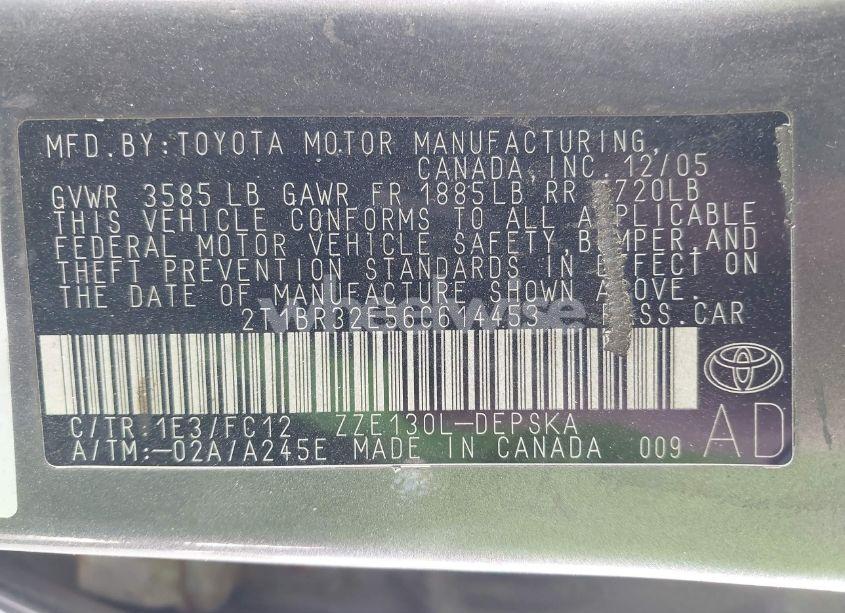 MFD. BY: TOYOTA MOTOR MANUFACTURING,
CANADA, INC. 12/05
GVWR 3585 LB GAWR FR 1885LB RR 720LB
THIS VEHICLE CONFORMS TO ALL APPLICABLE
FEDERAL MOTOR VEHICLE SAFETY, BUMPER, AND
THEFT PREVENTION STANDARDS IN EFFECT ON
THE DATE OF MANUFACTURE SHOWN ABOVE.
PASS. CAR
C/TR: 1E3/FC12 ZZE130L-DEPSKA
A/TM: -02A/A245E MADE IN CANADA 009
AD